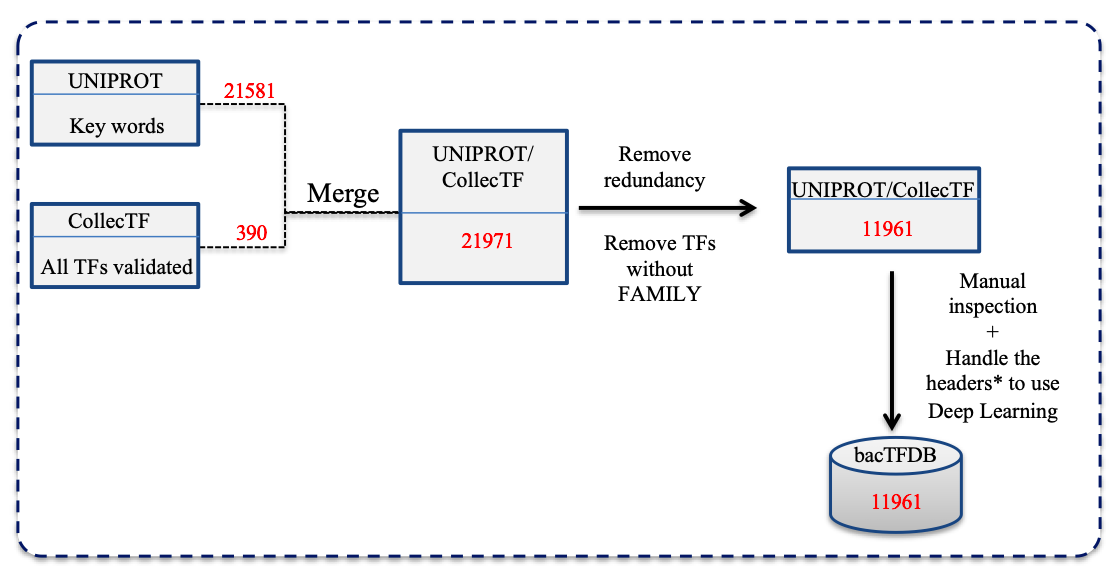 UNIPROT
Key words
21581
CollecTF
All TFs validated
390
Merge
UNIPROT/
CollecTF
21971
Remove
redundancy
Remove TFs
without
FAMILY
UNIPROT/CollecTF
11961
Manual
inspection
+
Handle the
headers* to use
Deep Learning
bacTFDB
11961